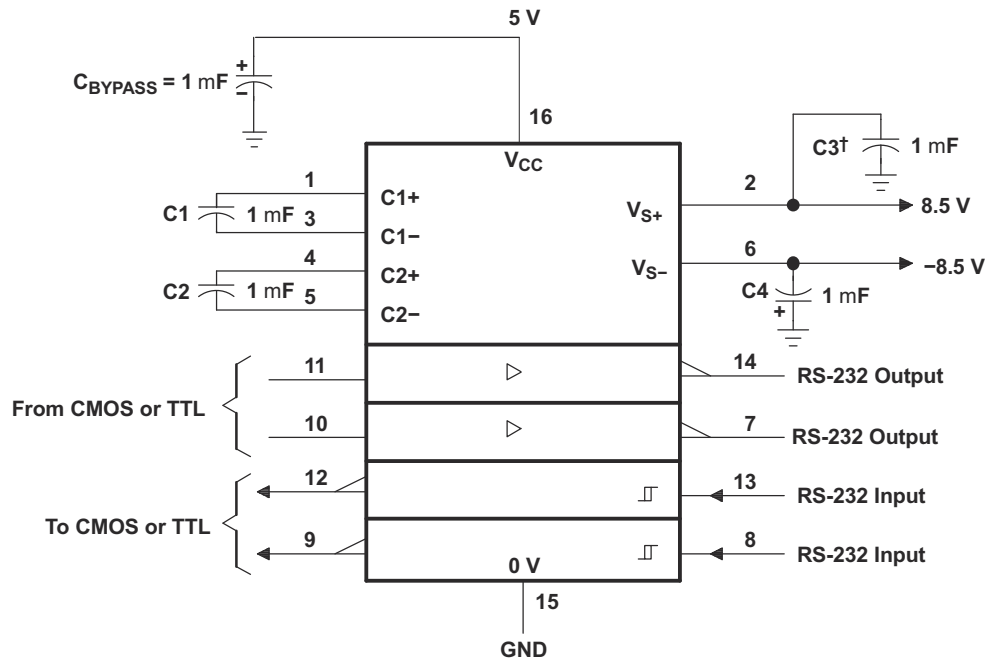 5 V
C_BYPASS = 1 mF
+
−
16
V_CC
C3† 1 mF
1
C1+
2
C1 1 mF
V_S+
8.5 V
3
C1−
4
C2+
6
C2 1 mF
V_S−
−8.5 V
5
C2−
C4 1 mF
+
11
14
RS-232 Output
From CMOS or TTL
10
7
RS-232 Output
12
13
RS-232 Input
To CMOS or TTL
9
8
RS-232 Input
0 V
15
GND